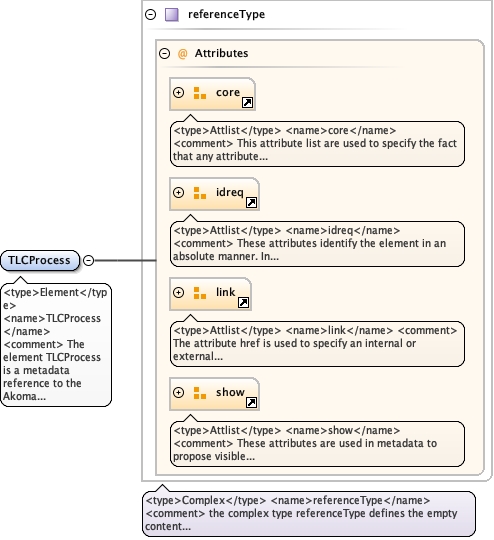 referenceType
@ Attributes
core
<type>Attlist</type> <name>core</name>
<comment> This attribute list are used to specify the fact
that any attribute...
idreq
<type>Attlist</type> <name>idreq</name>
<comment> These attributes identify the element in an
absolute manner. In...
TLCProcess
<type>Element</typ
e>
<name>TLCProcess
</name>
<comment> The
element TLCProcess
is a metadata
reference to the
Akoma...
link
<type>Attlist</type> <name>link</name> <comment>
The attribute href is used to specify an internal or
external...
show
<type>Attlist</type> <name>show</name>
<comment> These attributes are used in metadata to
propose visible...
<type>Complex</type> <name>referenceType</name>
<comment> the complex type referenceType defines the empty
content...